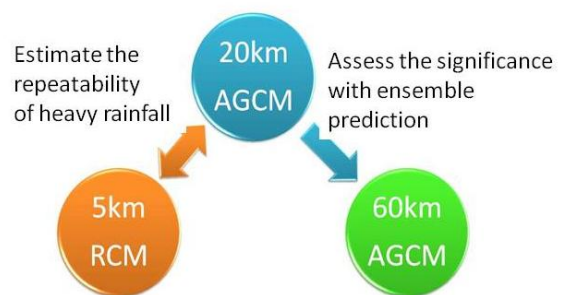 Estimate the
repeatability
of heavy rainfall
20km
AGCM
Assess the significance
with ensemble
prediction
5km
RCM
60km
AGCM